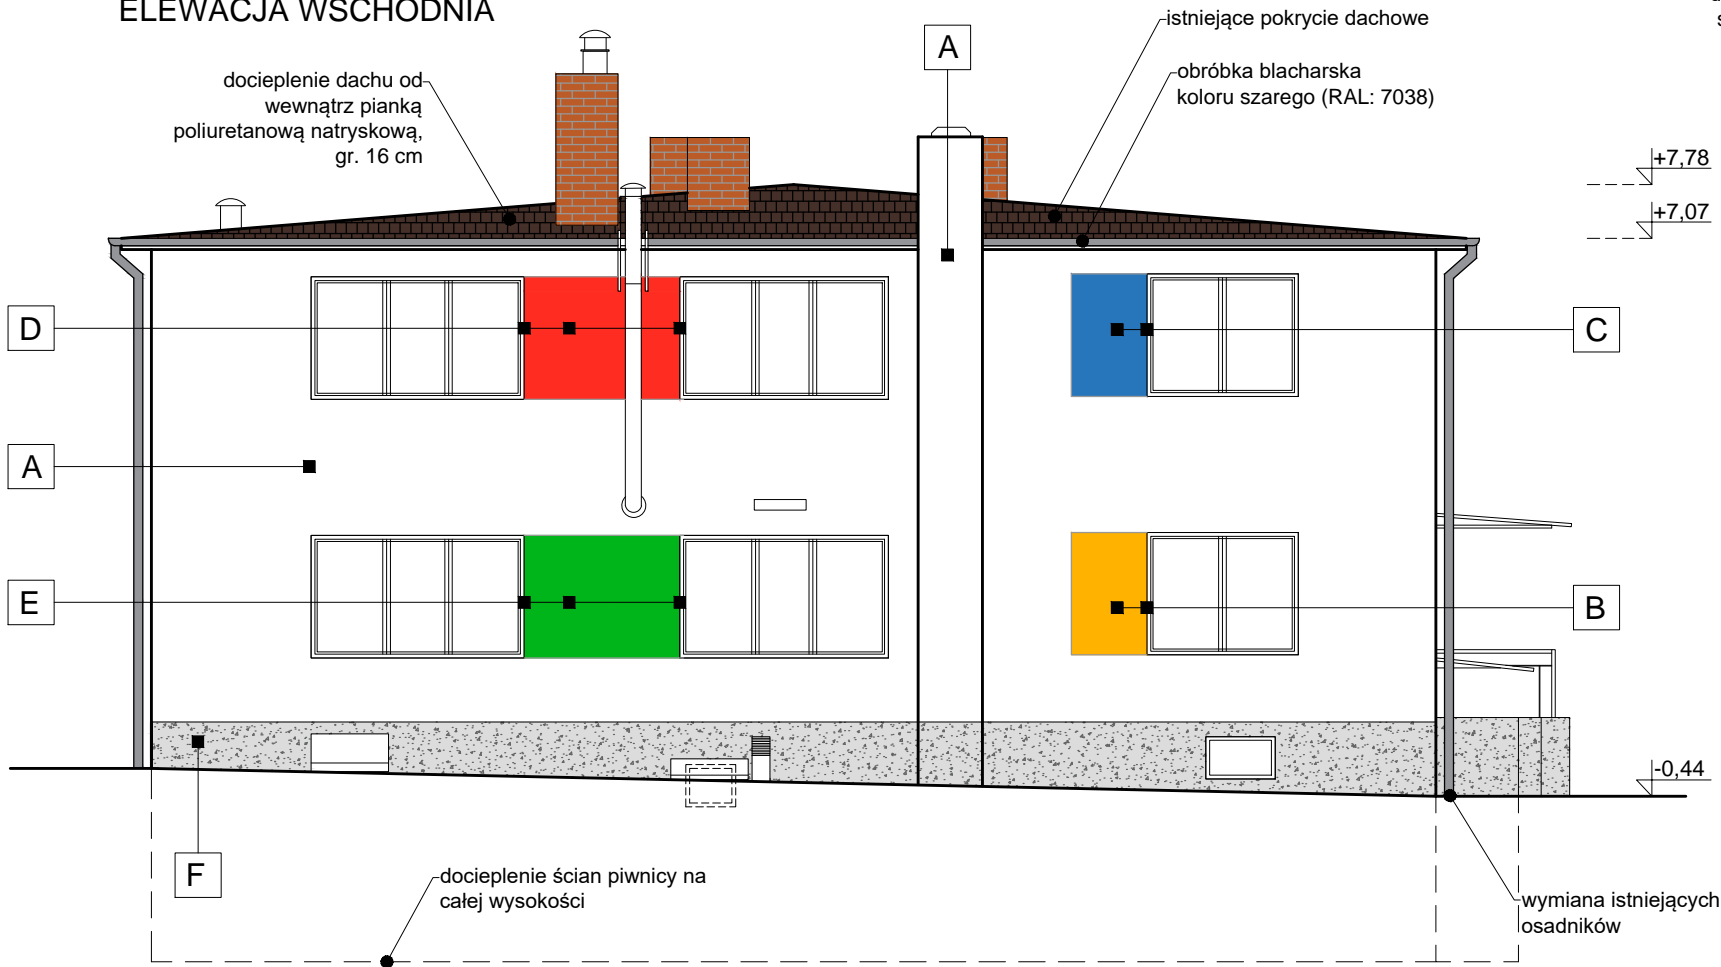 ELEWACJA WSCHODNIA
istniejące pokrycie dachowe
A
docieplenie dachu od
wewnątrz pianką
poliuretanową natryskową,
gr. 16 cm
obróbka blacharska
koloru szarego (RAL: 7038)
+7,78
+7,07
D
C
A
E
B
-0,44
F
docieplenie ścian piwnicy na
całej wysokości
wymiana istniejących
osadników